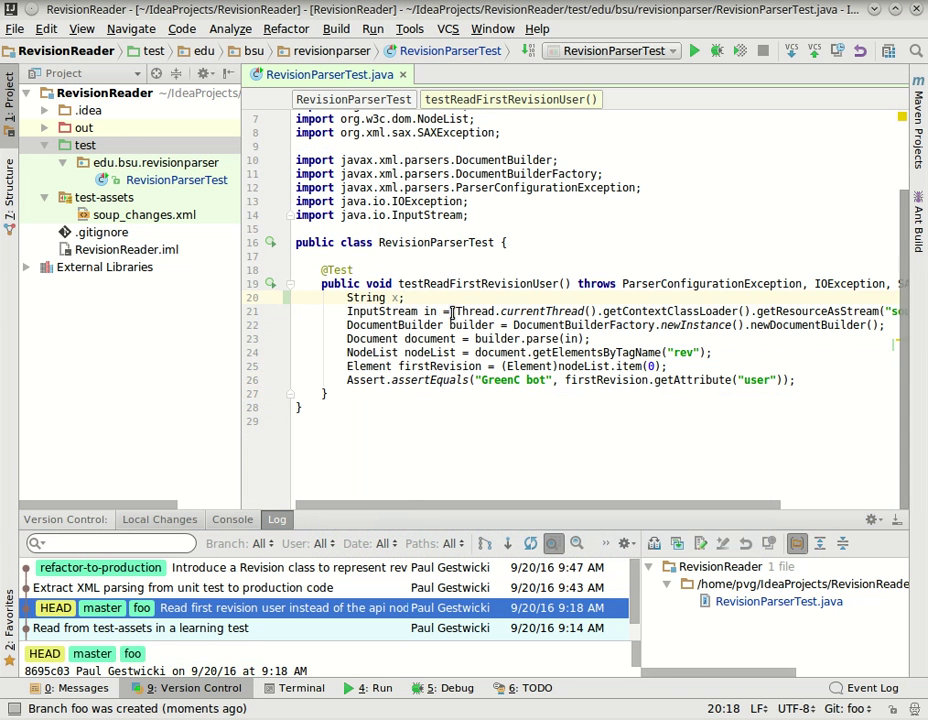 RevisionReader - [~/IdeaProjects/RevisionReader] - [RevisionReader] - ~/IdeaProjects/RevisionReader/test/edu/bsu/revisionparser/RevisionParserTest.java - I...
File Edit View Navigate Code Analyze Refactor Build Run Tools VCS Window Help
RevisionReader test edu bsu revisionparser RevisionParserTest RevisionParserTest VCS VCS
1: Project
7: Structure
2: Favorites
Project
RevisionReader ~/IdeaProjects/
.idea
out
test
edu.bsu.revisionparser
RevisionParserTest
test-assets
soup_changes.xml
.gitignore
RevisionReader.iml
External Libraries
RevisionParserTest.java
RevisionParserTest testReadFirstRevisionUser()
7 import org.w3c.dom.NodeList;
8 import org.xml.sax.SAXException;
9
10 import javax.xml.parsers.DocumentBuilder;
11 import javax.xml.parsers.DocumentBuilderFactory;
12 import javax.xml.parsers.ParserConfigurationException;
13 import java.io.IOException;
14 import java.io.InputStream;
15
16 public class RevisionParserTest {
17
18 @Test
19 public void testReadFirstRevisionUser() throws ParserConfigurationException, IOException, SA
20 String x;
21 InputStream in = Thread.currentThread().getContextClassLoader().getResourceAsStream("sou
22 DocumentBuilder builder = DocumentBuilderFactory.newInstance().newDocumentBuilder();
23 Document document = builder.parse(in);
24 NodeList nodeList = document.getElementsByTagName("rev");
25 Element firstRevision = (Element)nodeList.item(0);
26 Assert.assertEquals("GreenC bot", firstRevision.getAttribute("user"));
27 }
28 }
29
Maven Projects
Ant Build
Version Control: Local Changes Console Log
Branch: All User: All Date: All Paths: All
refactor-to-production Introduce a Revision class to represent rev Paul Gestwicki 9/20/16 9:47 AM
Extract XML parsing from unit test to production code Paul Gestwicki 9/20/16 9:43 AM
HEAD master foo Read first revision user instead of the api nod Paul Gestwicki 9/20/16 9:18 AM
Read from test-assets in a learning test Paul Gestwicki 9/20/16 9:14 AM
HEAD master foo
8695c03 Paul Gestwicki on 9/20/16 at 9:18 AM
RevisionReader 1 file
/home/pvg/IdeaProjects/RevisionReade
RevisionParserTest.java
0: Messages 9: Version Control Terminal 4: Run 5: Debug 6: TODO Event Log
Branch foo was created (moments ago) 20:18 LF÷ UTF-8÷ Git: foo÷